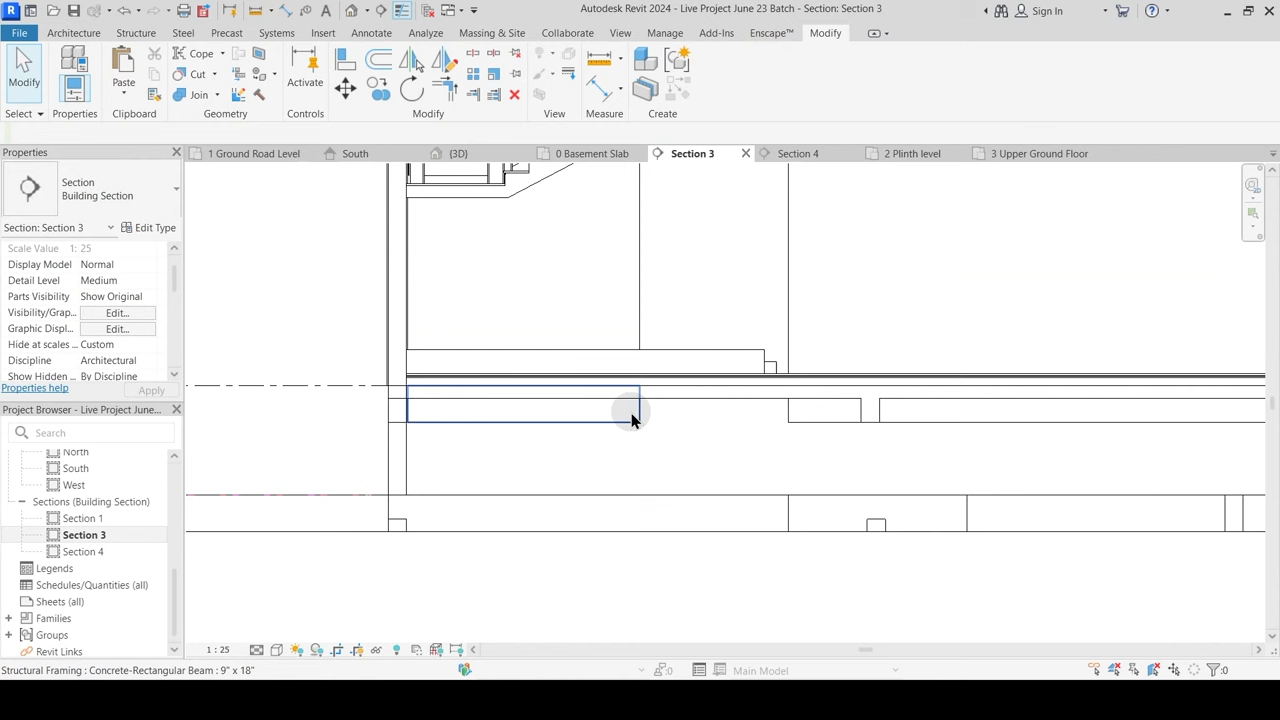 Autodesk Revit 2024 - Live Project June 23 Batch - Section: Section 3
Sign In
File Architecture Structure Steel Precast Systems Insert Annotate Analyze Massing & Site Collaborate View Manage Add-Ins Enscape™ Modify
Modify
Paste
Cope
Cut
Join
Activate
Select Properties Clipboard Geometry Controls Modify View Measure Create
Properties
1 Ground Road Level South {3D} 0 Basement Slab Section 3 Section 4 2 Plinth level 3 Upper Ground Floor
Section
Building Section
Section: Section 3 Edit Type
Scale Value 1: 25
Display Model Normal
Detail Level Medium
Parts Visibility Show Original
Visibility/Grap... Edit...
Graphic Displ... Edit...
Hide at scales ... Custom
Discipline Architectural
Show Hidden ... By Discipline
Properties help Apply
Project Browser - Live Project June...
Search
North
South
West
Sections (Building Section)
Section 1
Section 3
Section 4
Legends
Schedules/Quantities (all)
Sheets (all)
Families
Groups
Revit Links
1 : 25
Structural Framing : Concrete-Rectangular Beam : 9" x 18" :0 Main Model :0